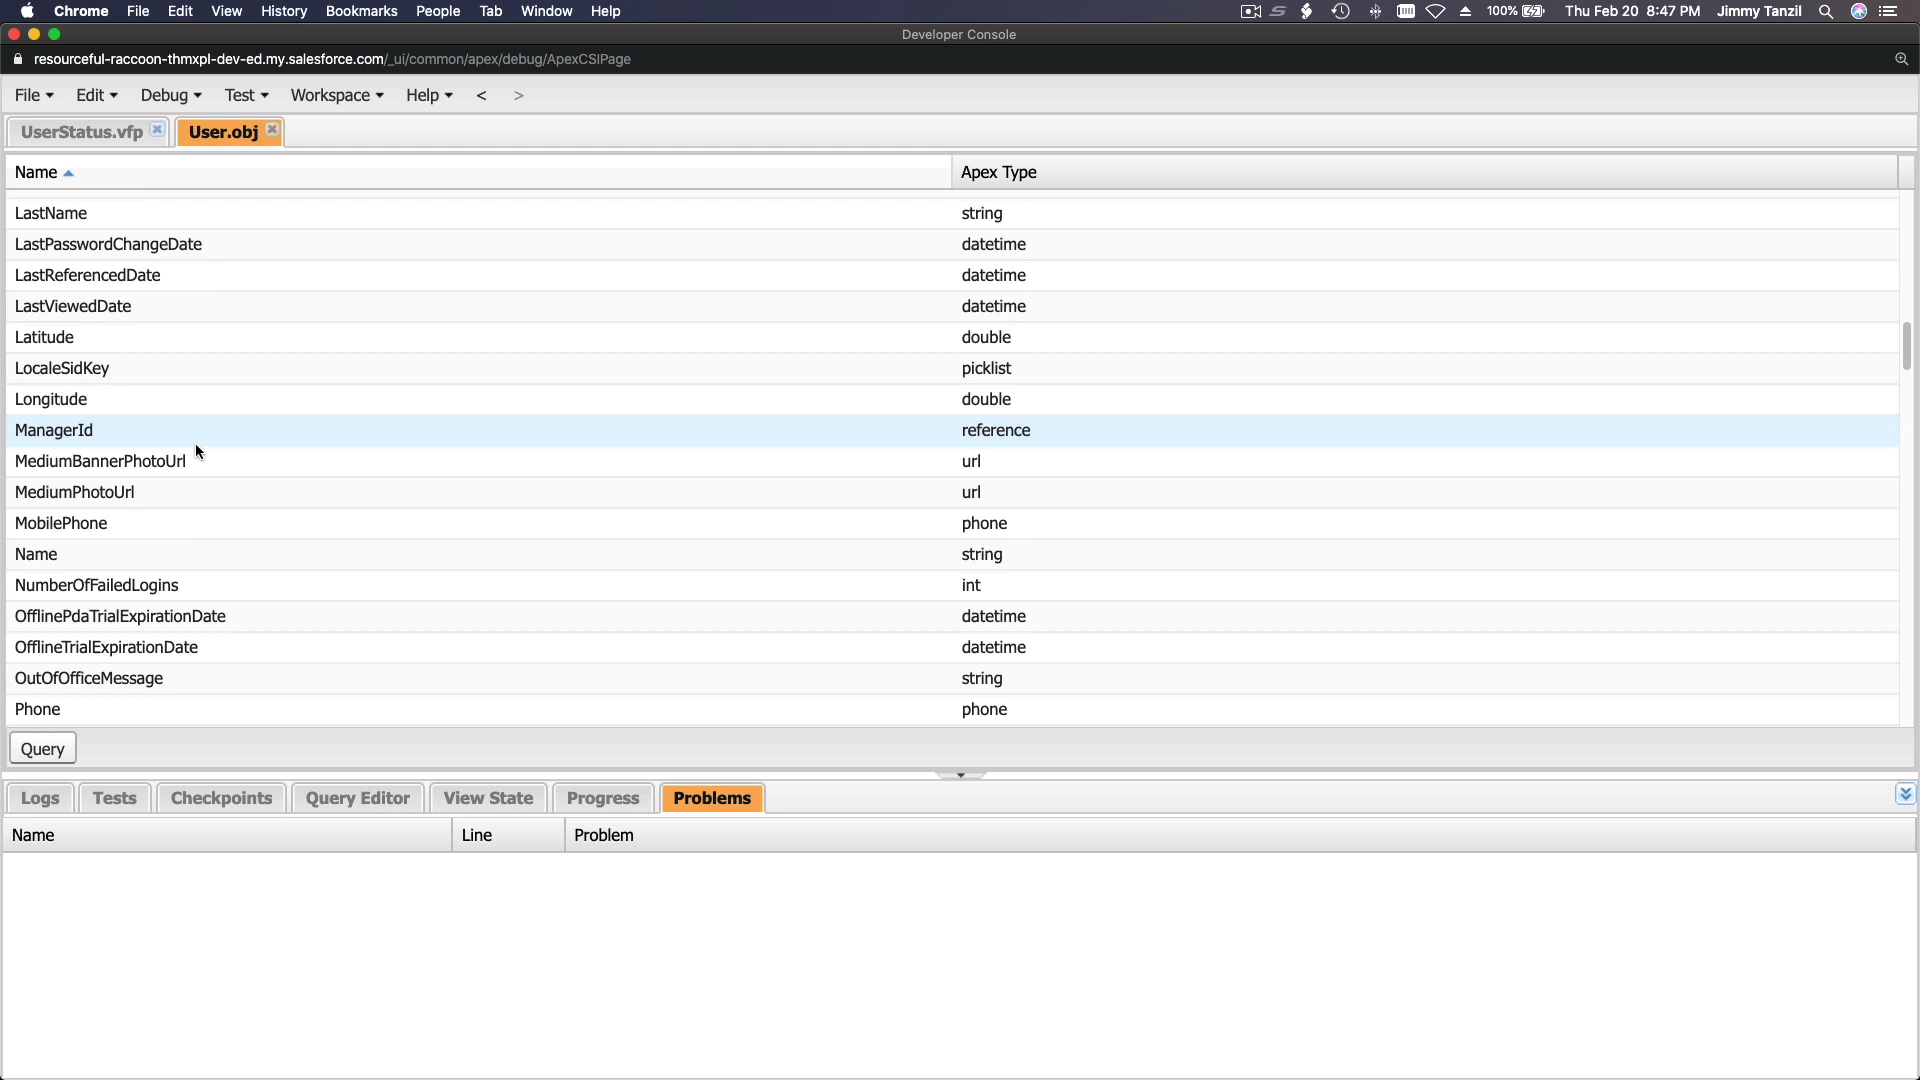 Chrome File Edit View History Bookmarks People Tab Window Help 100% Thu Feb 20 8:47 PM Jimmy Tanzil
Developer Console
resourceful-raccoon-thmxpl-dev-ed.my.salesforce.com/_ui/common/apex/debug/ApexCSIPage
File Edit Debug Test Workspace Help < >
UserStatus.vfp User.obj
Name Apex Type
LastName string
LastPasswordChangeDate datetime
LastReferencedDate datetime
LastViewedDate datetime
Latitude double
LocaleSidKey picklist
Longitude double
ManagerId reference
MediumBannerPhotoUrl url
MediumPhotoUrl url
MobilePhone phone
Name string
NumberOfFailedLogins int
OfflinePdaTrialExpirationDate datetime
OfflineTrialExpirationDate datetime
OutOfOfficeMessage string
Phone phone
Query
Logs Tests Checkpoints Query Editor View State Progress Problems
Name Line Problem